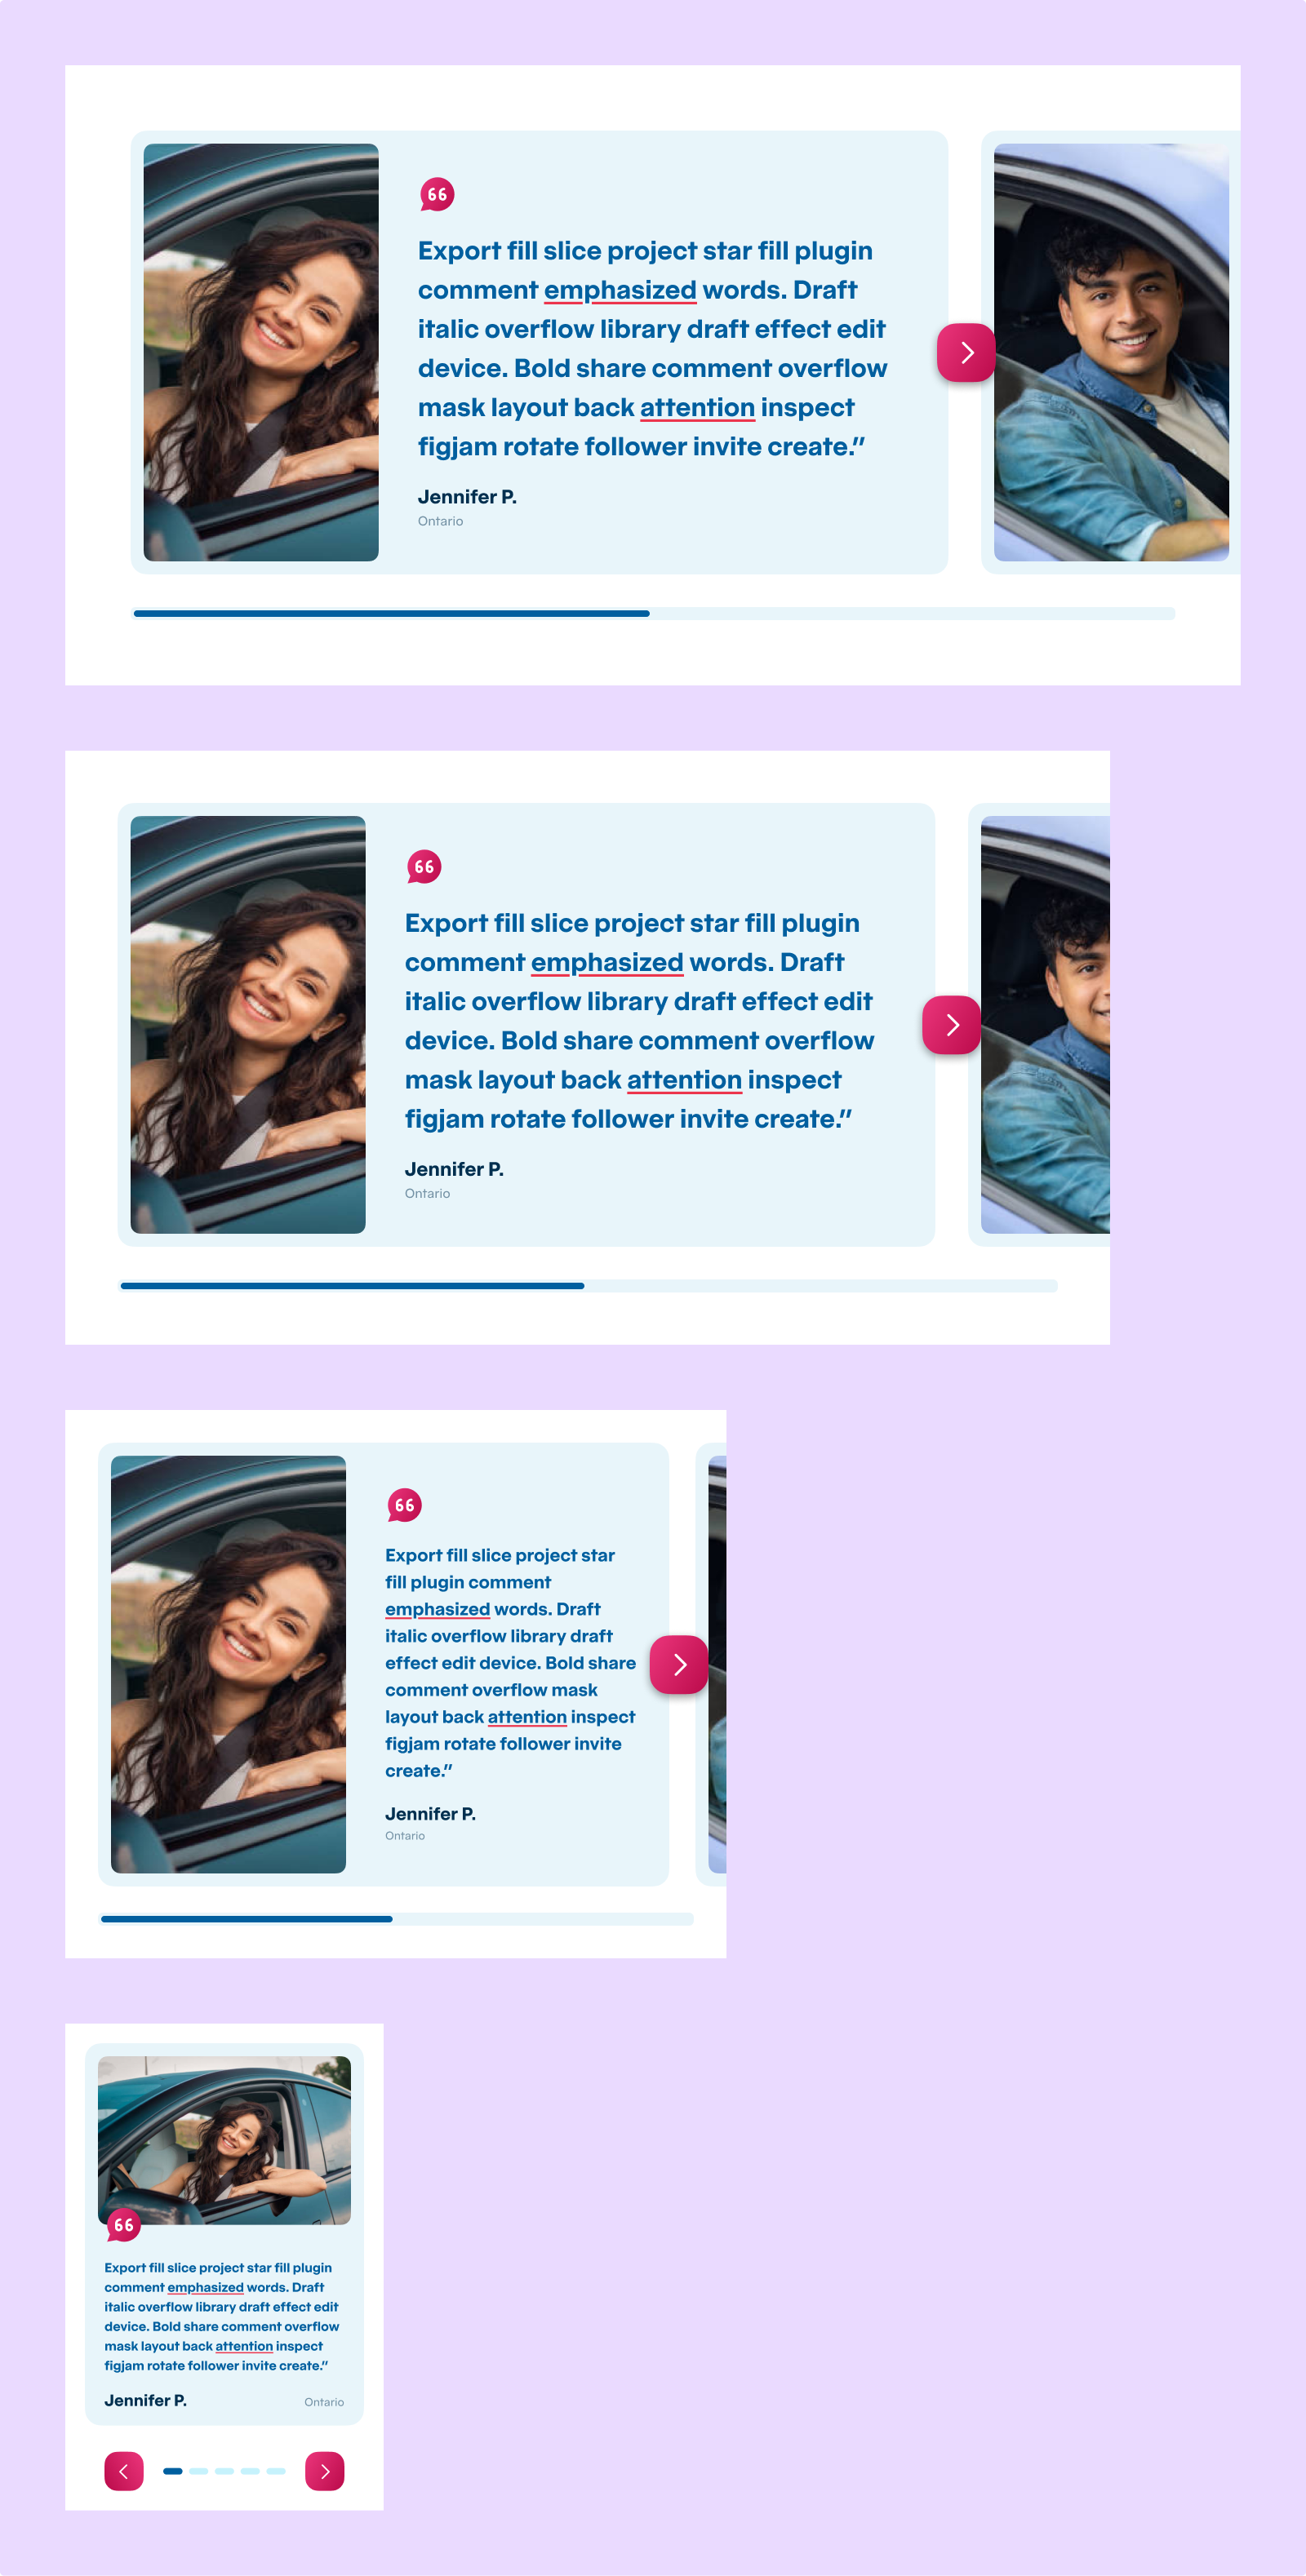 66
Export fill slice project star fill plugin
comment emphasized words. Draft
italic overflow library draft effect edit
device. Bold share comment overflow
mask layout back attention inspect
figjam rotate follower invite create.”
Jennifer P.
Ontario
66
Export fill slice project star fill plugin
comment emphasized words. Draft
italic overflow library draft effect edit
device. Bold share comment overflow
mask layout back attention inspect
figjam rotate follower invite create.”
Jennifer P.
Ontario
66
Export fill slice project star
fill plugin comment
emphasized words. Draft
italic overflow library draft
effect edit device. Bold share
comment overflow mask
layout back attention inspect
figjam rotate follower invite
create.”
Jennifer P.
Ontario
66
Export fill slice project star fill plugin
comment emphasized words. Draft
italic overflow library draft effect edit
device. Bold share comment overflow
mask layout back attention inspect
figjam rotate follower invite create.”
Jennifer P. Ontario